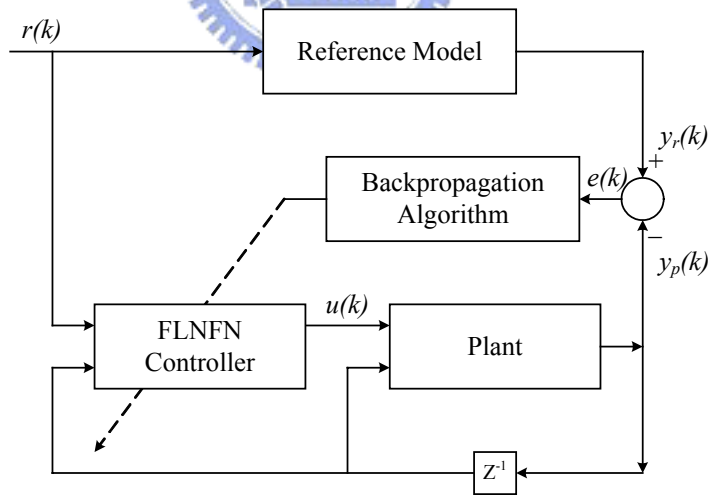 r(k)
Reference Model
y_r(k)
+
e(k)
Backpropagation
Algorithm
−
y_p(k)
u(k)
FLNFN
Controller
Plant
Z^-1